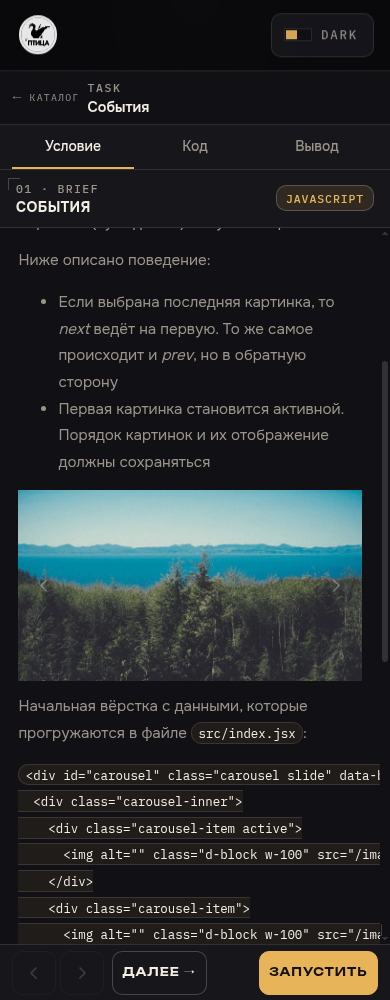 ПТИЦА
DARK
← КАТАЛОГ
TASK
События
Условие
Код
Вывод
01 · BRIEF
СОБЫТИЯ
JAVASCRIPT
Ниже описано поведение:
Если выбрана последняя картинка, то
next ведёт на первую. То же самое
происходит и prev, но в обратную
сторону
Первая картинка становится активной.
Порядок картинок и их отображение
должны сохраняться
Начальная вёрстка с данными, которые
прогружаются в файле src/index.jsx:
<div id="carousel" class="carousel slide" data-b
<div class="carousel-inner">
<div class="carousel-item active">
<img alt="" class="d-block w-100" src="/ima
</div>
<div class="carousel-item">
<img alt="" class="d-block w-100" src="/ima
ДАЛЕЕ →
ЗАПУСТИТЬ